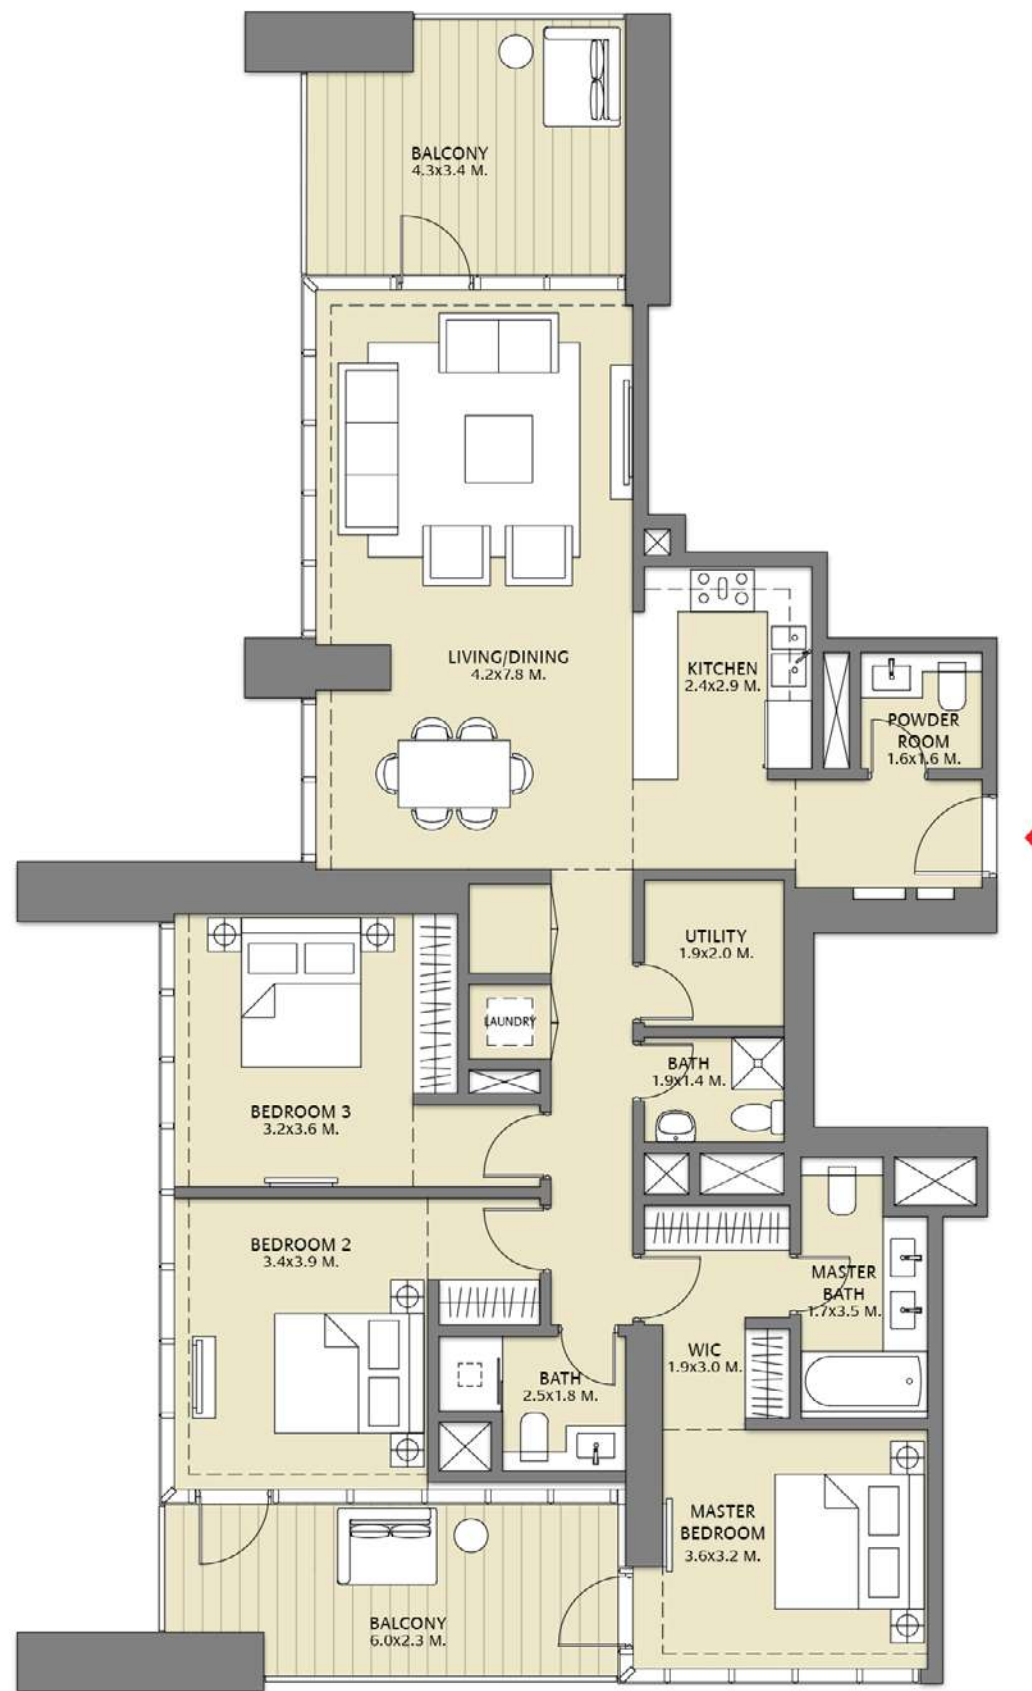 BALCONY
4.3x3.4 M.
LIVING/DINING
4.2x7.8 M.
KITCHEN
2.4x2.9 M.
POWDER
ROOM
1.6x1.6 M.
UTILITY
1.9x2.0 M.
LAUNDRY
BATH
1.9x1.4 M.
BEDROOM 3
3.2x3.6 M.
BEDROOM 2
3.4x3.9 M.
MASTER
BATH
1.7x3.5 M.
WIC
1.9x3.0 M.
BATH
2.5x1.8 M.
MASTER
BEDROOM
3.6x3.2 M.
BALCONY
6.0x2.3 M.